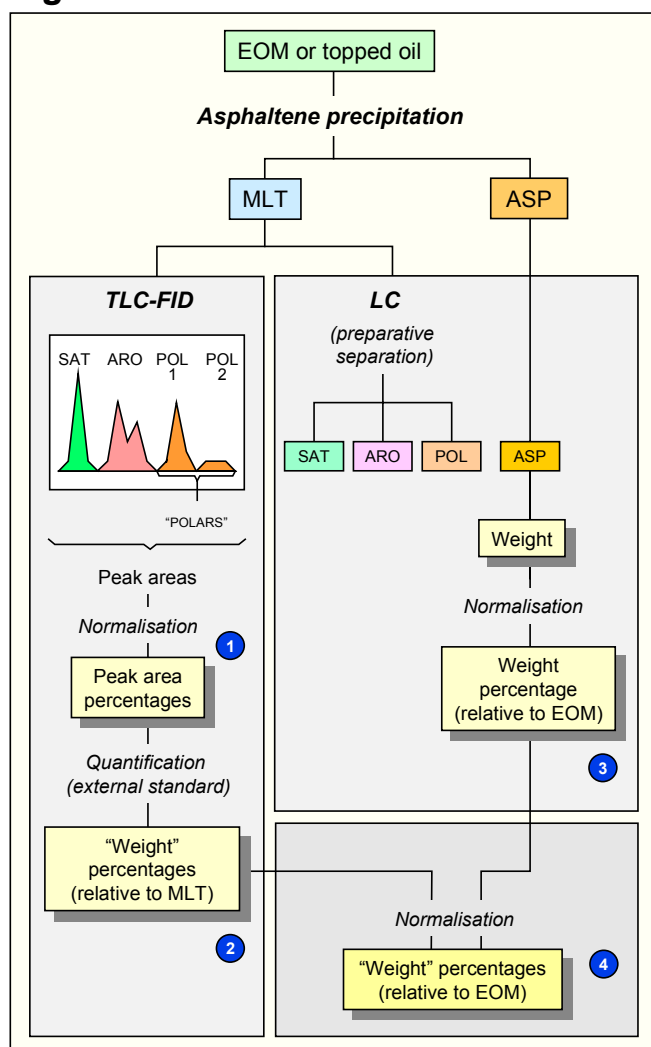 EOM or topped oil
Asphaltene precipitation
MLT
ASP
TLC-FID
SAT ARO POL POL
1 2
"POLARS"
Peak areas
Normalisation
1
Peak area
percentages
Quantification
(external standard)
“Weight”
percentages
(relative to MLT)
2
LC
(preparative
separation)
SAT
ARO
POL
ASP
Weight
Normalisation
Weight
percentage
(relative to EOM)
3
Normalisation
“Weight” percentages
(relative to EOM)
4